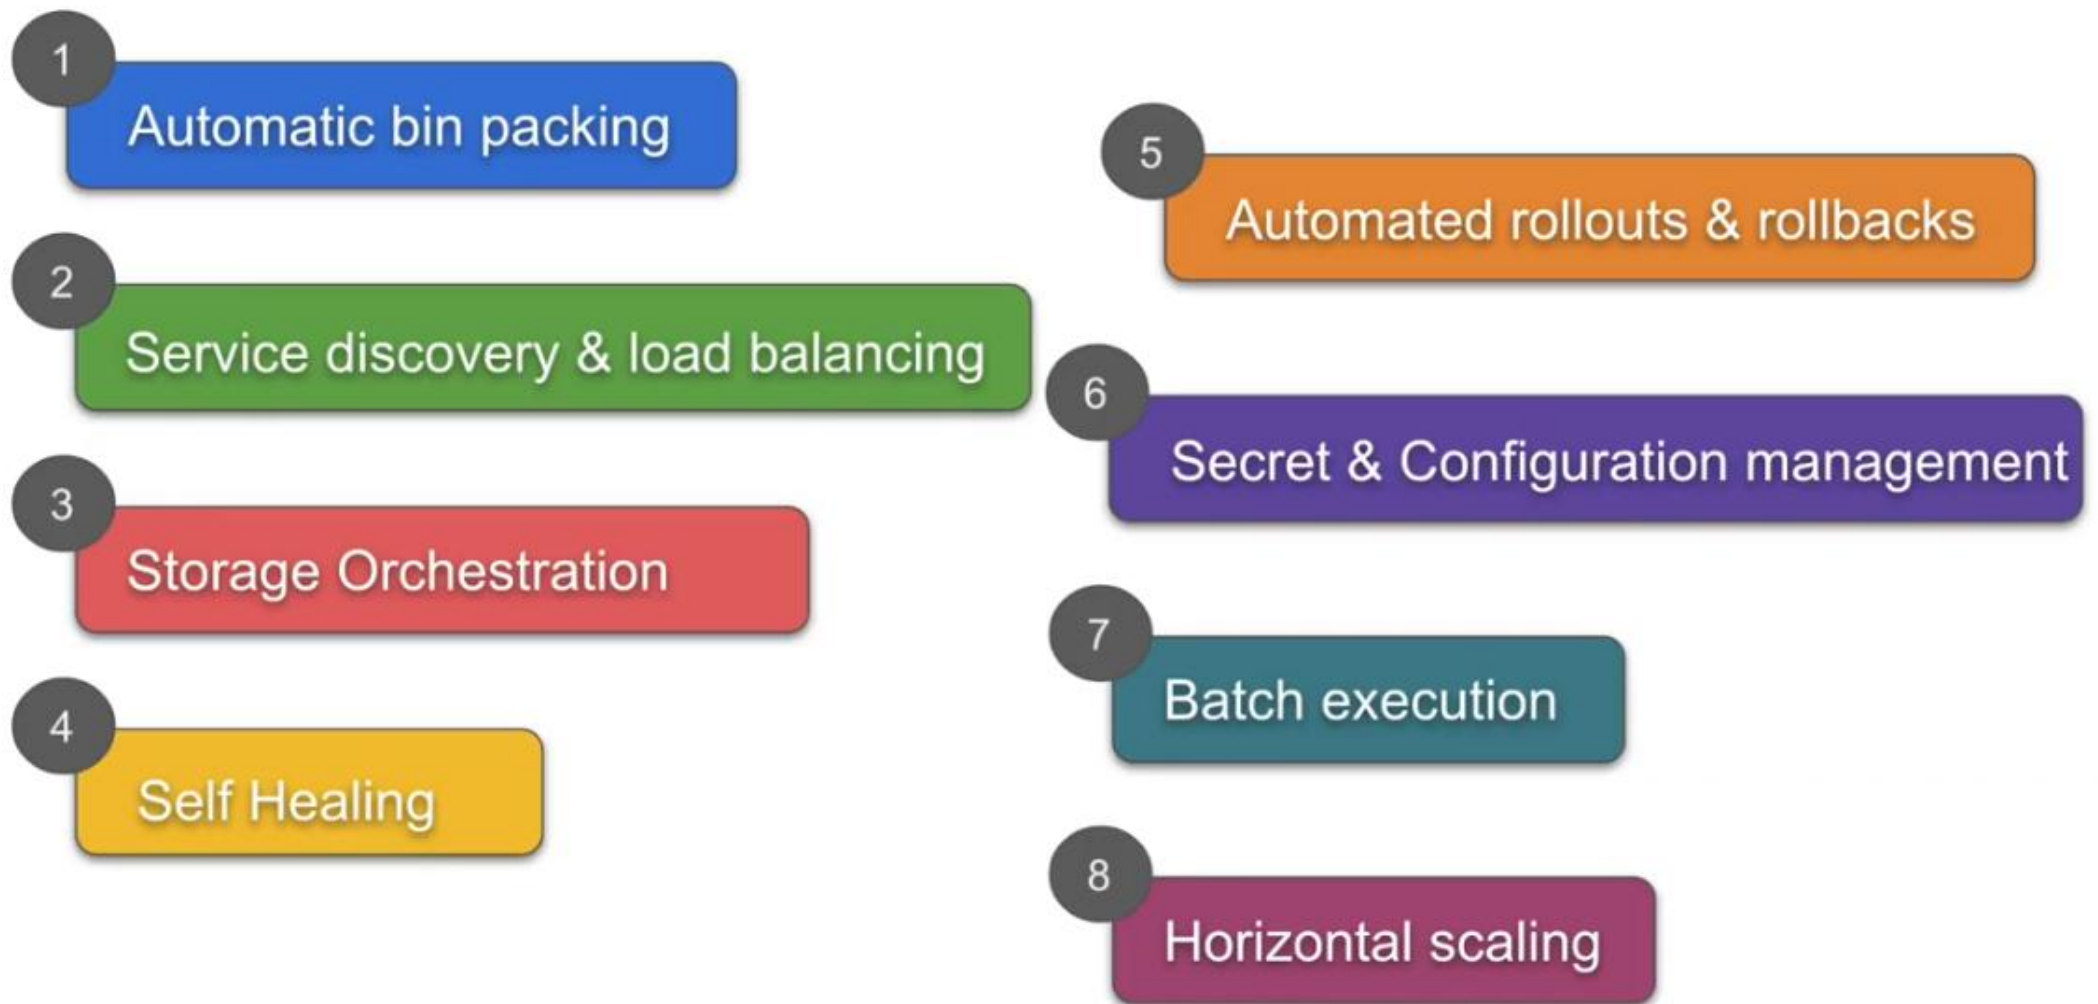 1
Automatic bin packing
2
Service discovery & load balancing
3
Storage Orchestration
4
Self Healing
5
Automated rollouts & rollbacks
6
Secret & Configuration management
7
Batch execution
8
Horizontal scaling